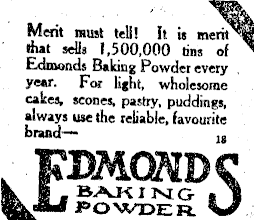 Merit must tell! It is merit
that sells 1,500,000 tins of
Edmonds Baking Powder every
year. For light, wholesome
cakes, scones, pastry, puddings,
always use the reliable, favourite
brand—
18
EDMONDS
BAKING
POWDER